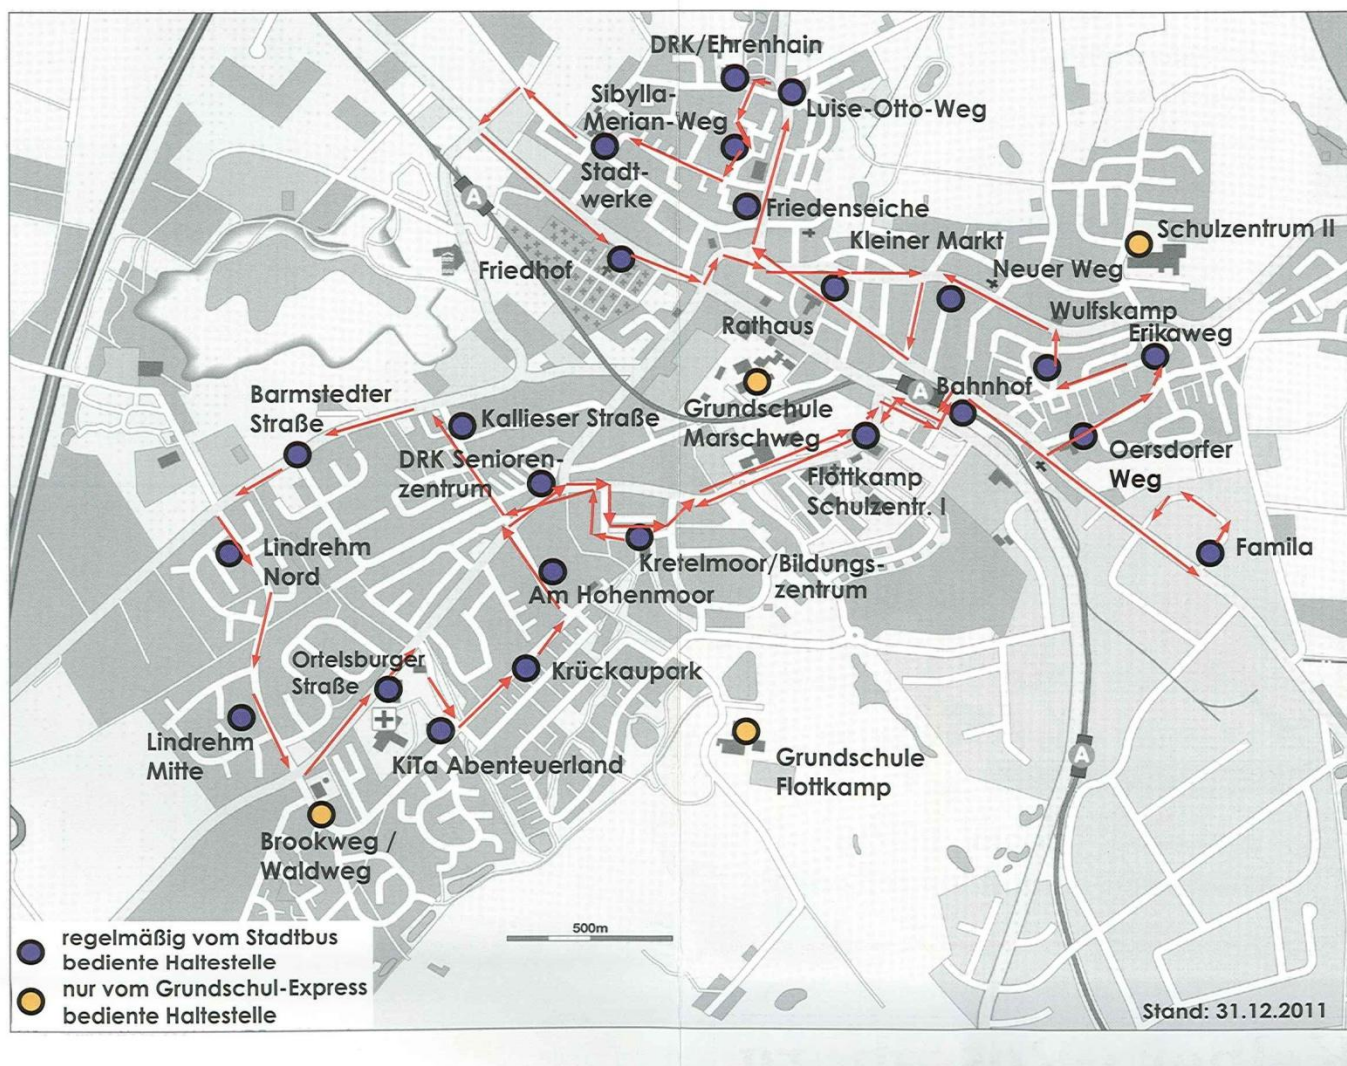 DRK/Ehrenhain
Sibylla-
Merian-Weg
Luise-Otto-Weg
Stadt-
werke
Friedenseiche
Kleiner Markt
Schulzentrum II
Friedhof
Neuer Weg
Rathaus
Wulfskamp
Erikaweg
Barmstedter
Straße
Kallieser Straße
Grundschule
Marschweg
Bahnhof
DRK Senioren-
zentrum
Flottkamp
Schulzentr. I
Oersdorfer
Weg
Lindrehm
Nord
Kretelmoor/Bildungs-
zentrum
Famila
Am Hohenmoor
Ortelsburger
Straße
Krückaupark
Lindrehm
Mitte
KiTa Abenteuerland
Grundschule
Flottkamp
Brookweg /
Waldweg
A
A
A
500m
regelmäßig vom Stadtbus
bediente Haltestelle
nur vom Grundschul-Express
bediente Haltestelle
Stand: 31.12.2011